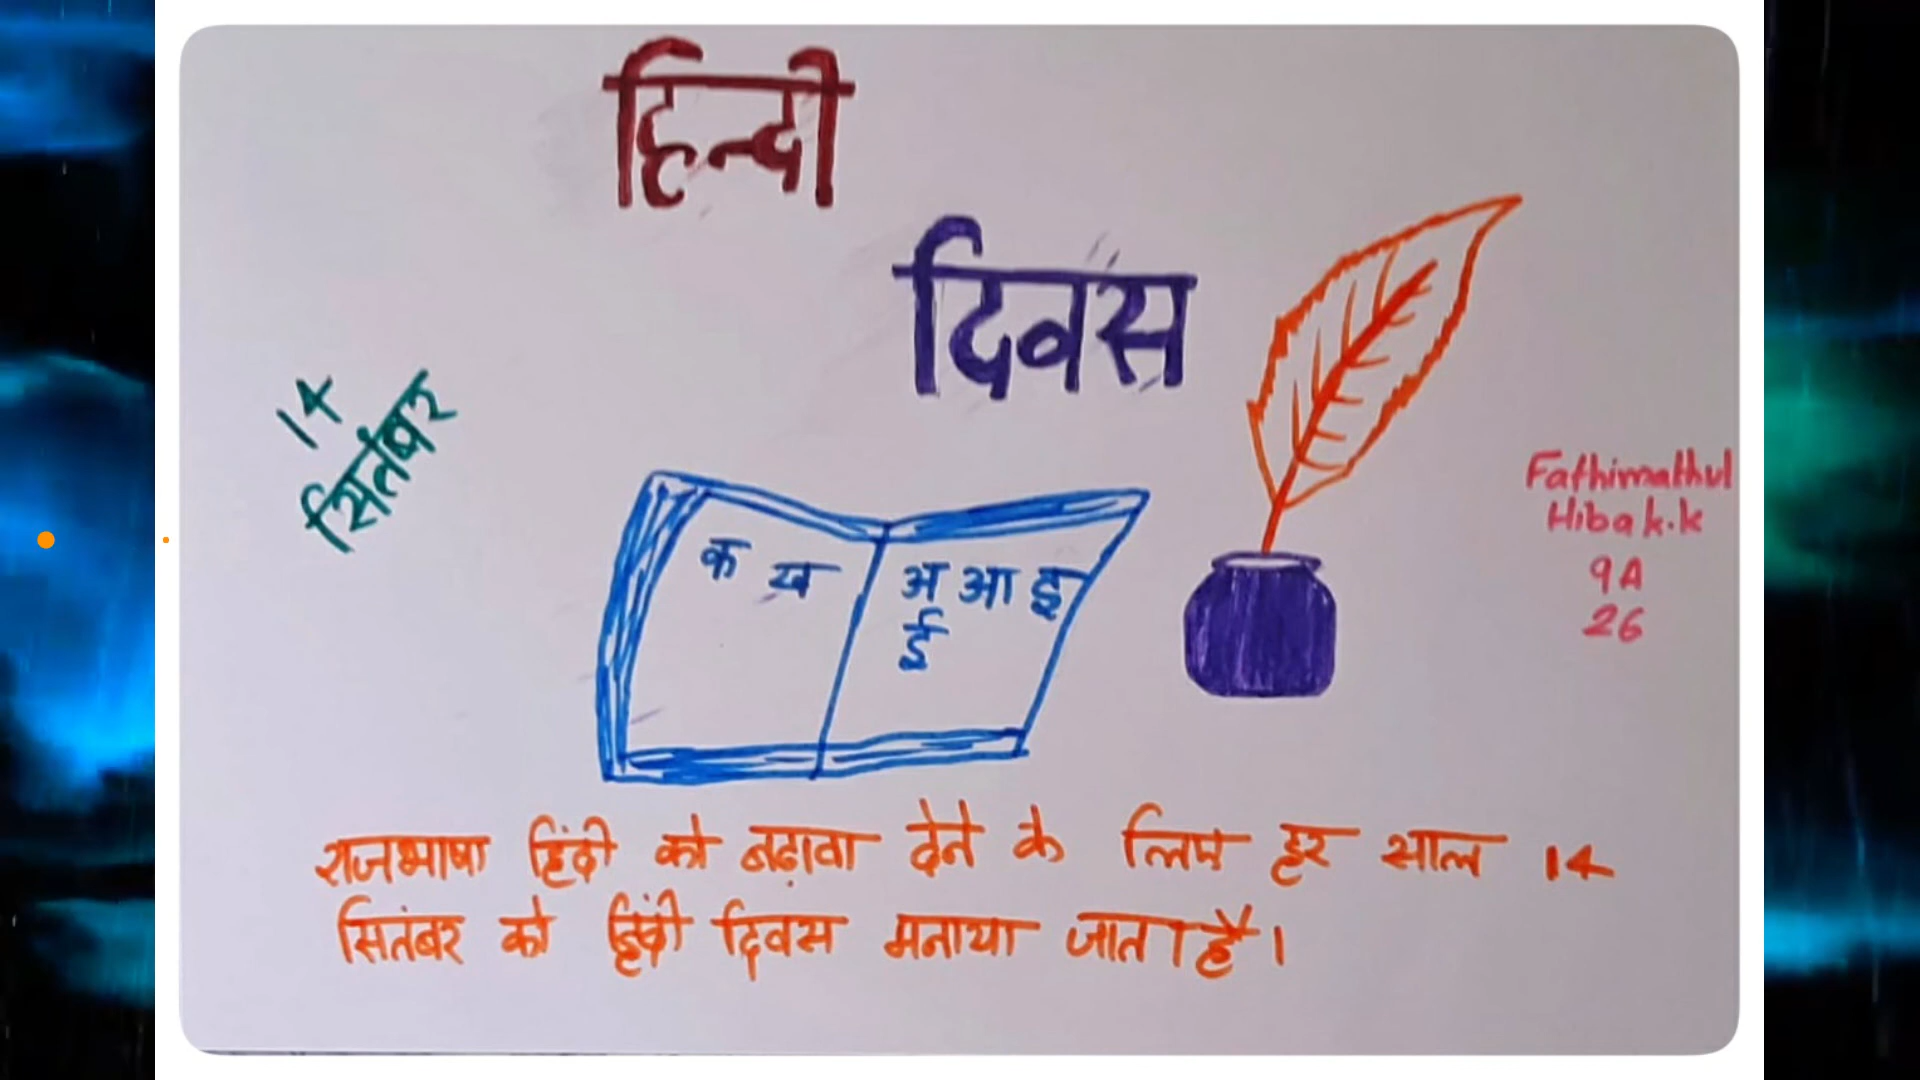 हिन्दी
दिवस
14
सितंबर
क ख
अ आ इ
ई
Fathimathul
Hiba k.k
9A
26
राजभाषा हिंदी को बढ़ावा देने के लिए हर साल 14
सितंबर को हिंदी दिवस मनाया जाता है।